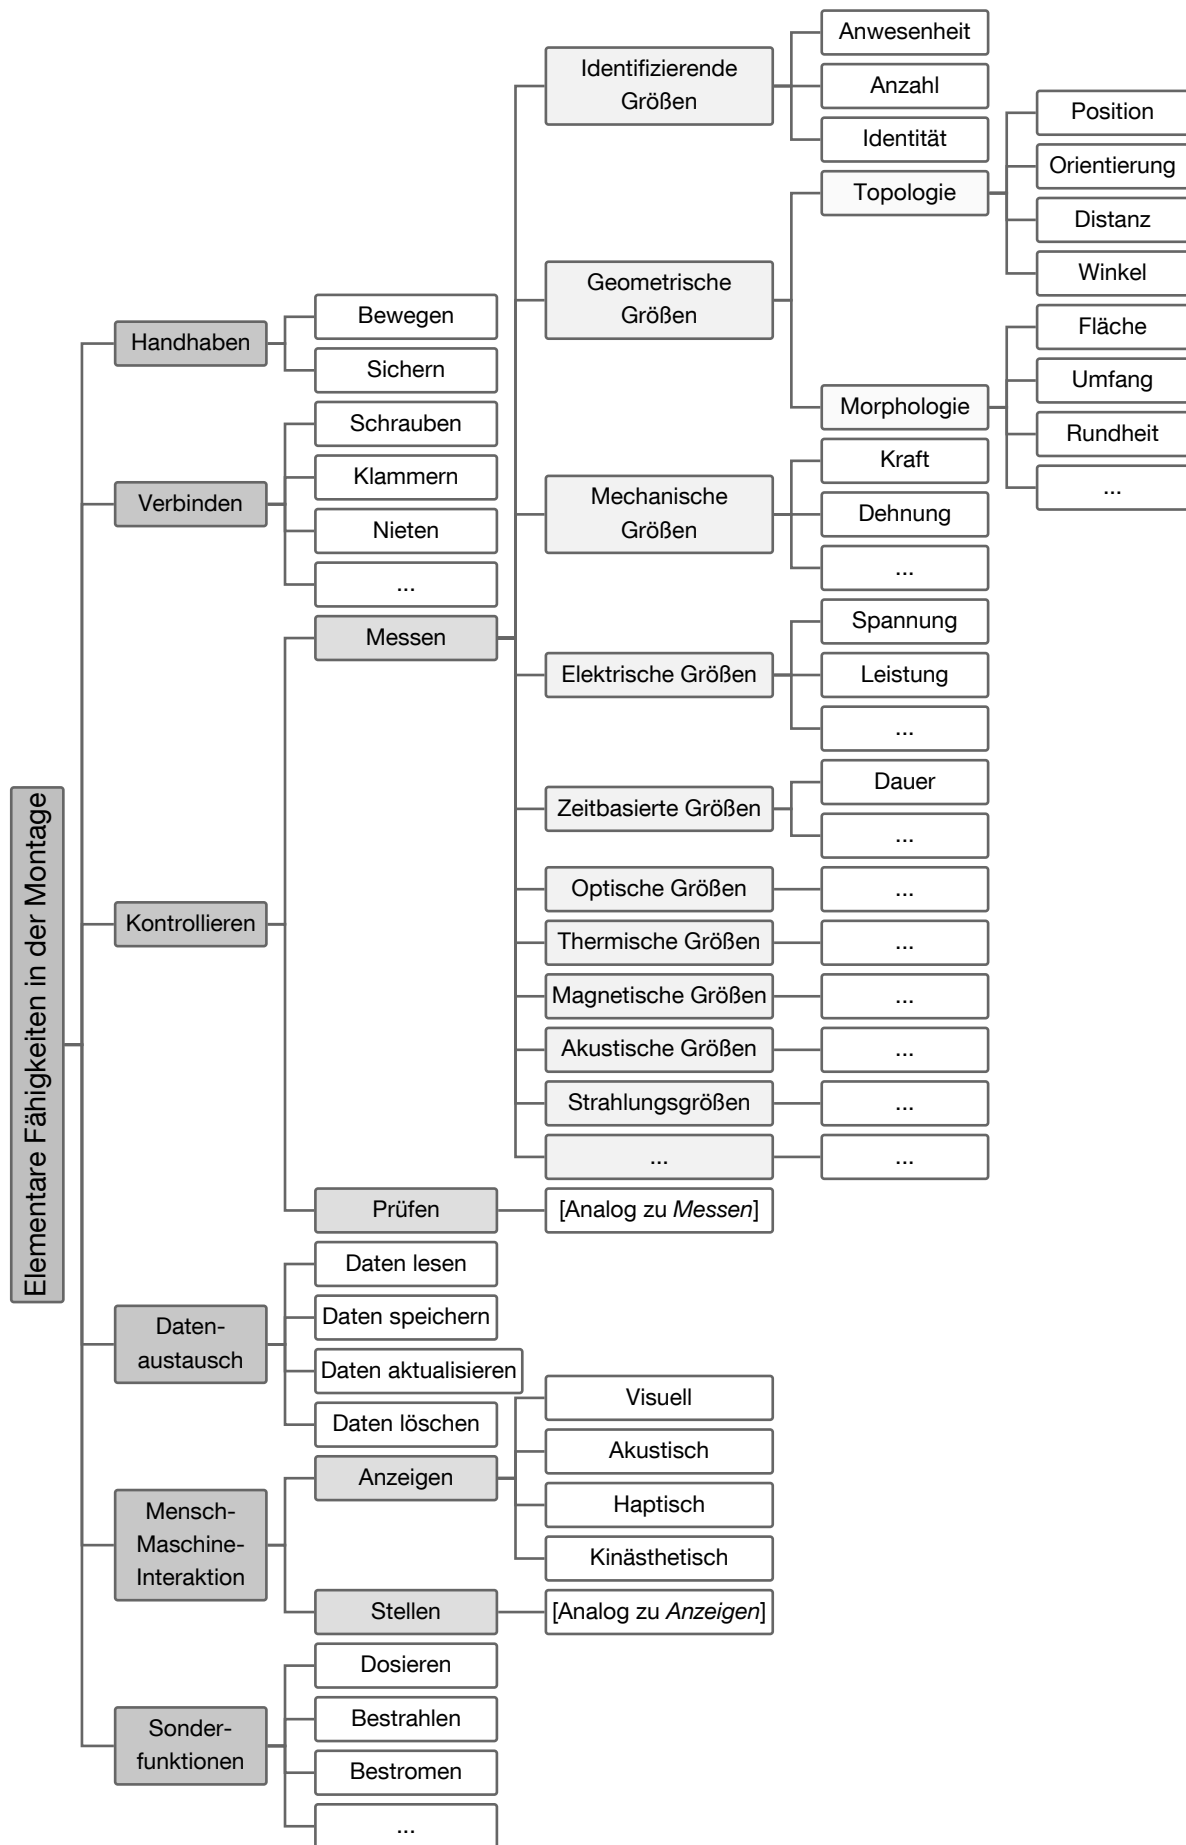 Elementare Fähigkeiten in der Montage
Handhaben
Bewegen
Sichern
Verbinden
Schrauben
Klammern
Nieten
...
Kontrollieren
Messen
Identifizierende
Größen
Anwesenheit
Anzahl
Identität
Geometrische
Größen
Topologie
Position
Orientierung
Distanz
Winkel
Morphologie
Fläche
Umfang
Rundheit
...
Mechanische
Größen
Kraft
Dehnung
...
Elektrische Größen
Spannung
Leistung
...
Zeitbasierte Größen
Dauer
...
Optische Größen
...
Thermische Größen
...
Magnetische Größen
...
Akustische Größen
...
Strahlungsgrößen
...
...
...
Prüfen
[Analog zu Messen]
Daten-
austausch
Daten lesen
Daten speichern
Daten aktualisieren
Daten löschen
Mensch-
Maschine-
Interaktion
Anzeigen
Visuell
Akustisch
Haptisch
Kinästhetisch
Stellen
[Analog zu Anzeigen]
Sonder-
funktionen
Dosieren
Bestrahlen
Bestromen
...